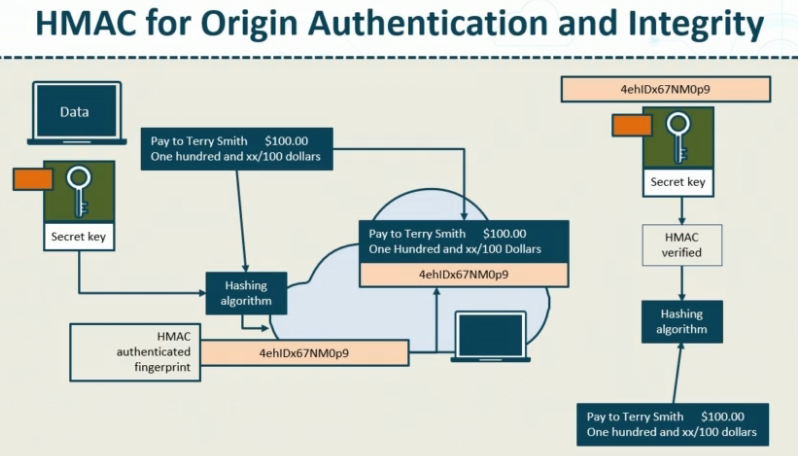 HMAC for Origin Authentication and Integrity
Data
Secret key
Pay to Terry Smith $100.00
One hundred and xx/100 dollars
Hashing
algorithm
HMAC
authenticated
fingerprint
4ehIDx67NM0p9
Pay to Terry Smith $100.00
One Hundred and xx/100 Dollars
4ehIDx67NM0p9
4ehIDx67NM0p9
Secret key
HMAC
verified
Hashing
algorithm
Pay to Terry Smith $100.00
One hundred and xx/100 dollars